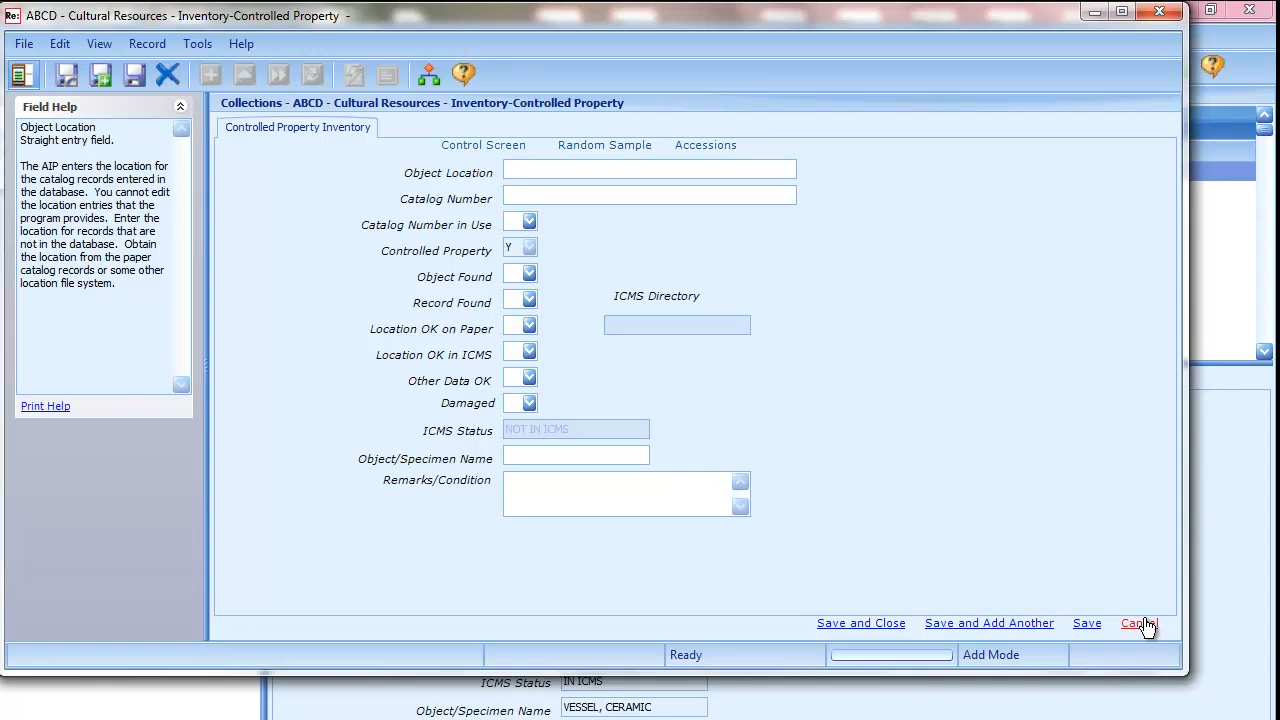 Re: ABCD - Cultural Resources - Inventory-Controlled Property -
File Edit View Record Tools Help
Field Help
Collections - ABCD - Cultural Resources - Inventory-Controlled Property
Object Location
Straight entry field.
The AIP enters the location for
the catalog records entered in
the database. You cannot edit
the location entries that the
program provides. Enter the
location for records that are
not in the database. Obtain
the location from the paper
catalog records or some other
location file system.
Print Help
Controlled Property Inventory
Control Screen Random Sample Accessions
Object Location
Catalog Number
Catalog Number in Use
Controlled Property Y
Object Found
Record Found
ICMS Directory
Location OK on Paper
Location OK in ICMS
Other Data OK
Damaged
ICMS Status NOT IN ICMS
Object/Specimen Name
Remarks/Condition
Save and Close Save and Add Another Save Cancel
Ready Add Mode
ICMS Status IN ICMS
Object/Specimen Name VESSEL, CERAMIC